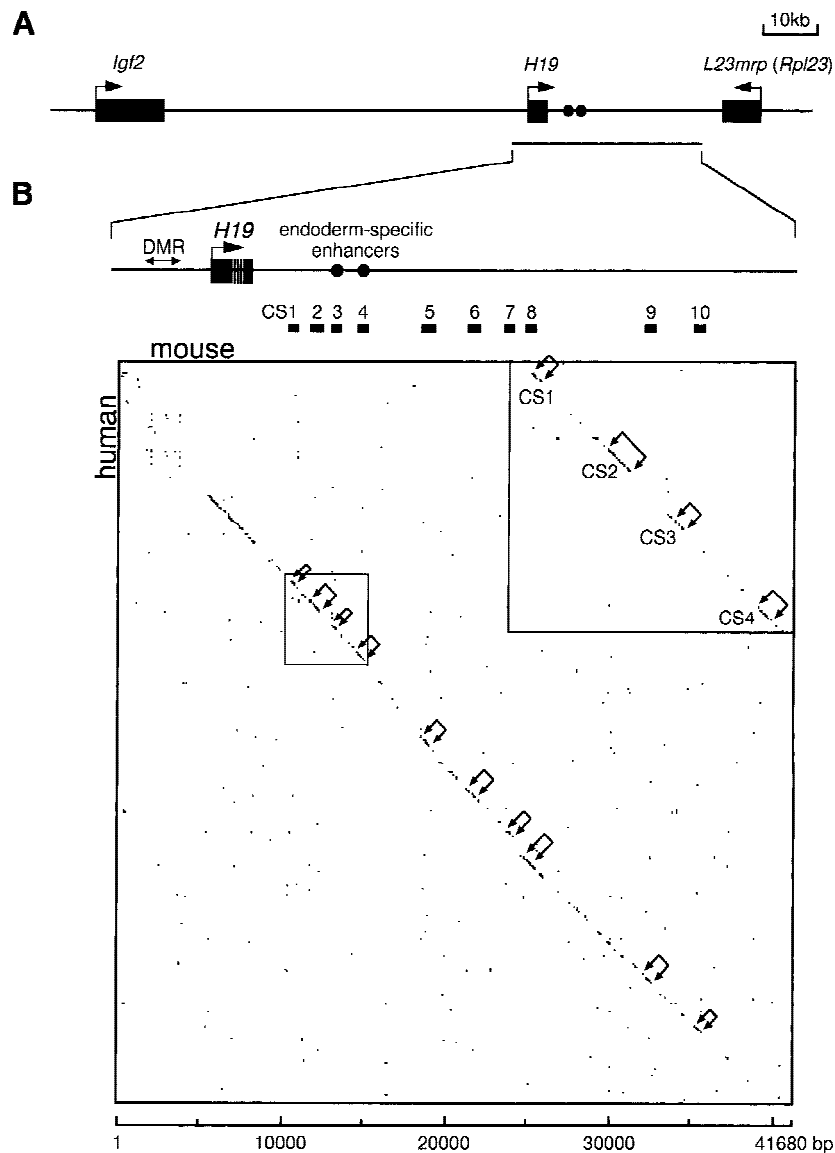 A
10kb
Igf2
H19
L23mrp (Rpl23)
B
DMR
H19
endoderm-specific
enhancers
CS1 2 3 4 5 6 7 8 9 10
mouse
human
CS1
CS2
CS3
CS4
1 10000 20000 30000 41680 bp